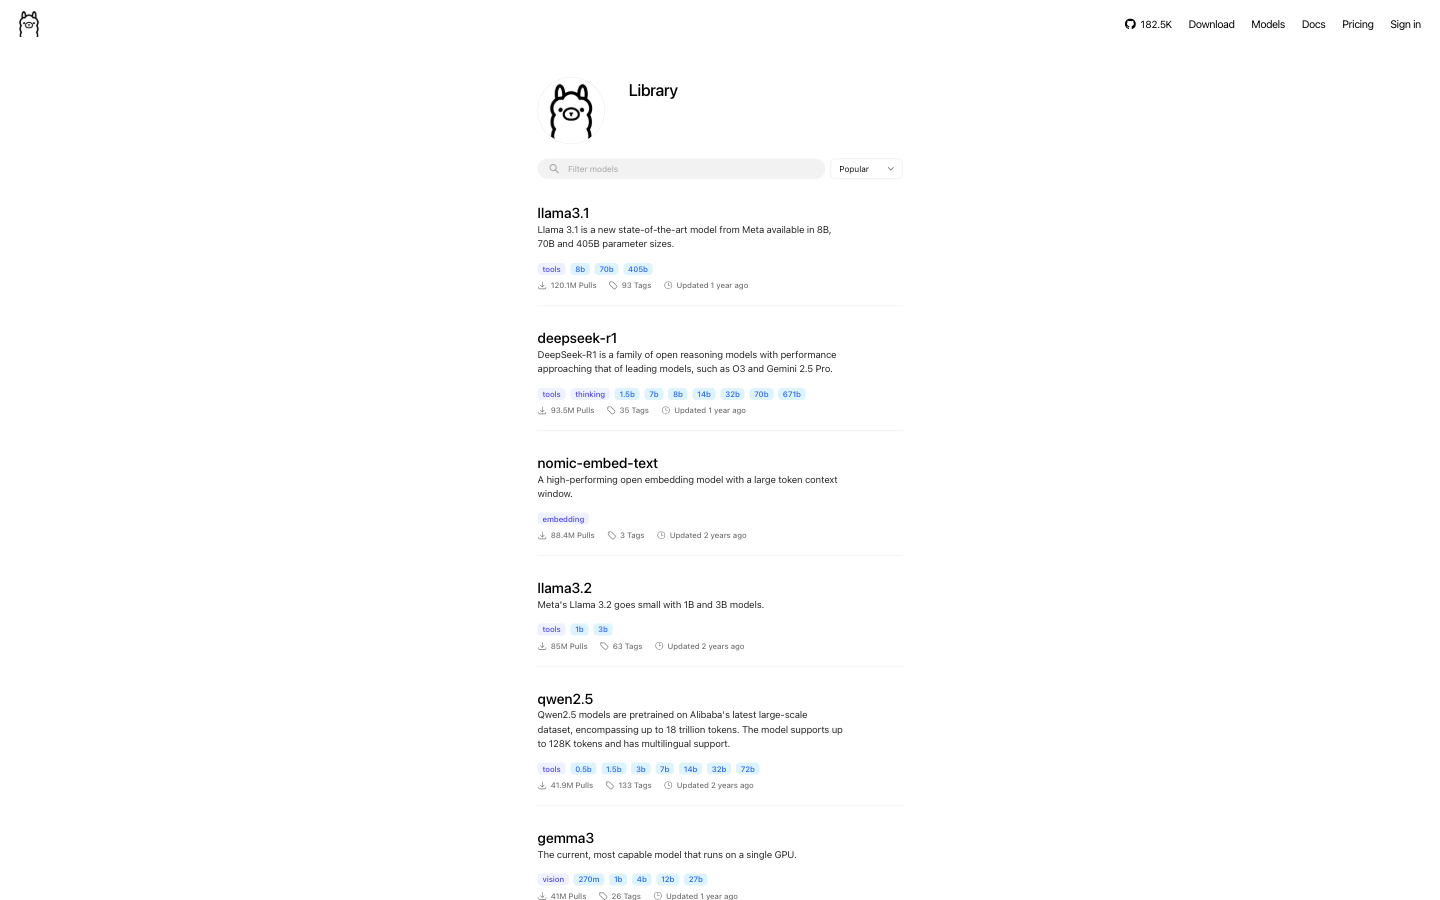 182.5K
Download
Models
Docs
Pricing
Sign in
Library
Filter models
Popular
llama3.1
Llama 3.1 is a new state-of-the-art model from Meta available in 8B,
70B and 405B parameter sizes.
tools 8b 70b 405b
120.1M Pulls 93 Tags Updated 1 year ago
deepseek-r1
DeepSeek-R1 is a family of open reasoning models with performance
approaching that of leading models, such as O3 and Gemini 2.5 Pro.
tools thinking 1.5b 7b 8b 14b 32b 70b 671b
93.5M Pulls 35 Tags Updated 1 year ago
nomic-embed-text
A high-performing open embedding model with a large token context
window.
embedding
88.4M Pulls 3 Tags Updated 2 years ago
llama3.2
Meta's Llama 3.2 goes small with 1B and 3B models.
tools 1b 3b
85M Pulls 63 Tags Updated 2 years ago
qwen2.5
Qwen2.5 models are pretrained on Alibaba's latest large-scale
dataset, encompassing up to 18 trillion tokens. The model supports up
to 128K tokens and has multilingual support.
tools 0.5b 1.5b 3b 7b 14b 32b 72b
41.9M Pulls 133 Tags Updated 2 years ago
gemma3
The current, most capable model that runs on a single GPU.
vision 270m 1b 4b 12b 27b
41M Pulls 26 Tags Updated 1 year ago